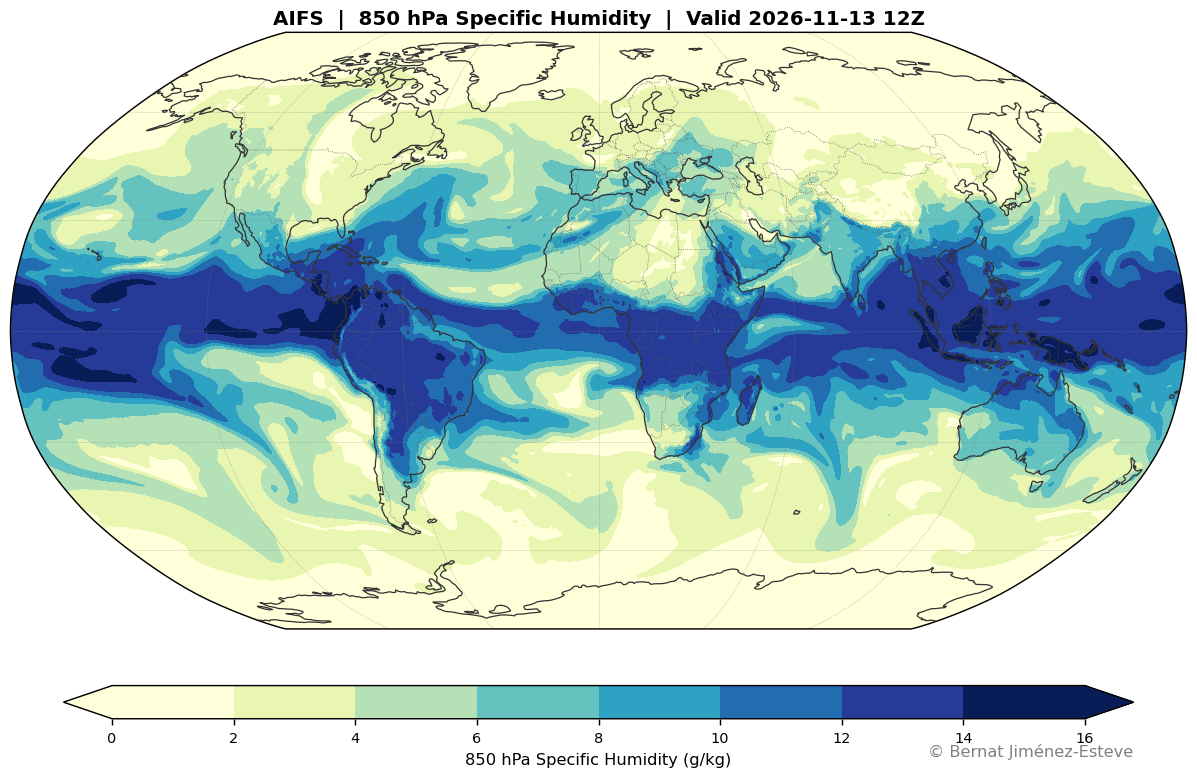 AIFS | 850 hPa Specific Humidity | Valid 2026-11-13 12Z
0 2 4 6 8 10 12 14 16
850 hPa Specific Humidity (g/kg)
© Bernat Jiménez-Esteve